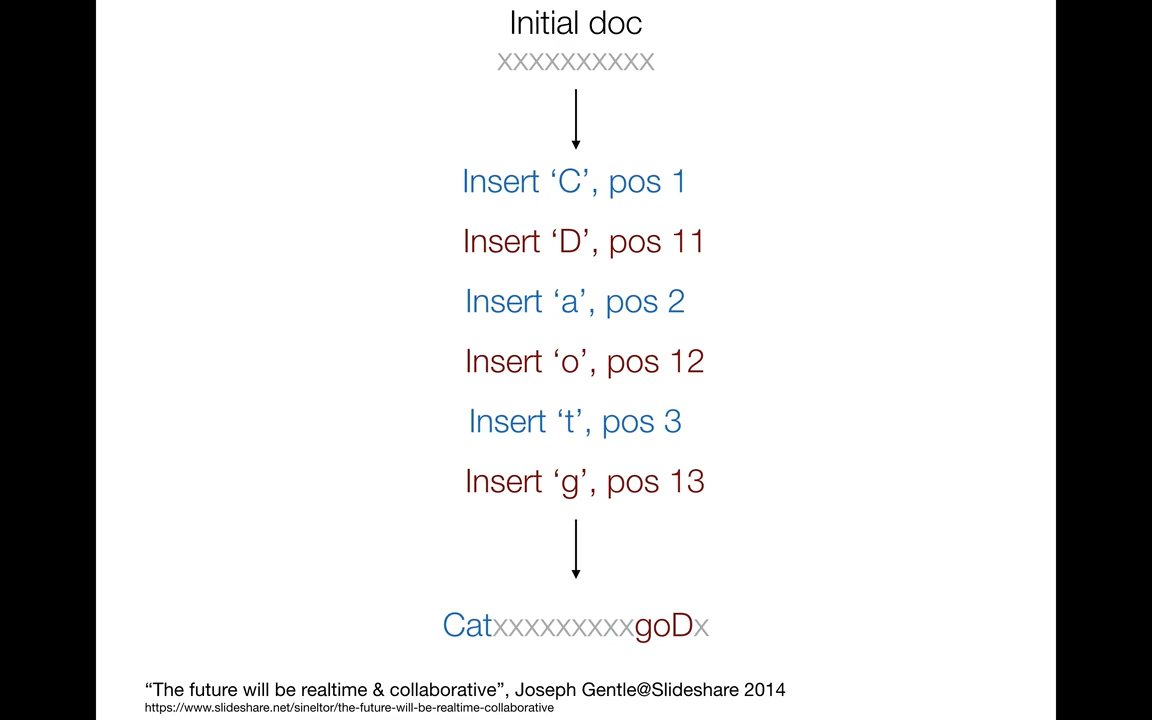 Initial doc
xxxxxxxxxx
Insert ‘C’, pos 1
Insert ‘D’, pos 11
Insert ‘a’, pos 2
Insert ‘o’, pos 12
Insert ‘t’, pos 3
Insert ‘g’, pos 13
CatxxxxxxxxxgoDx
“The future will be realtime & collaborative”, Joseph Gentle@Slideshare 2014
https://www.slideshare.net/sineltor/the-future-will-be-realtime-collaborative